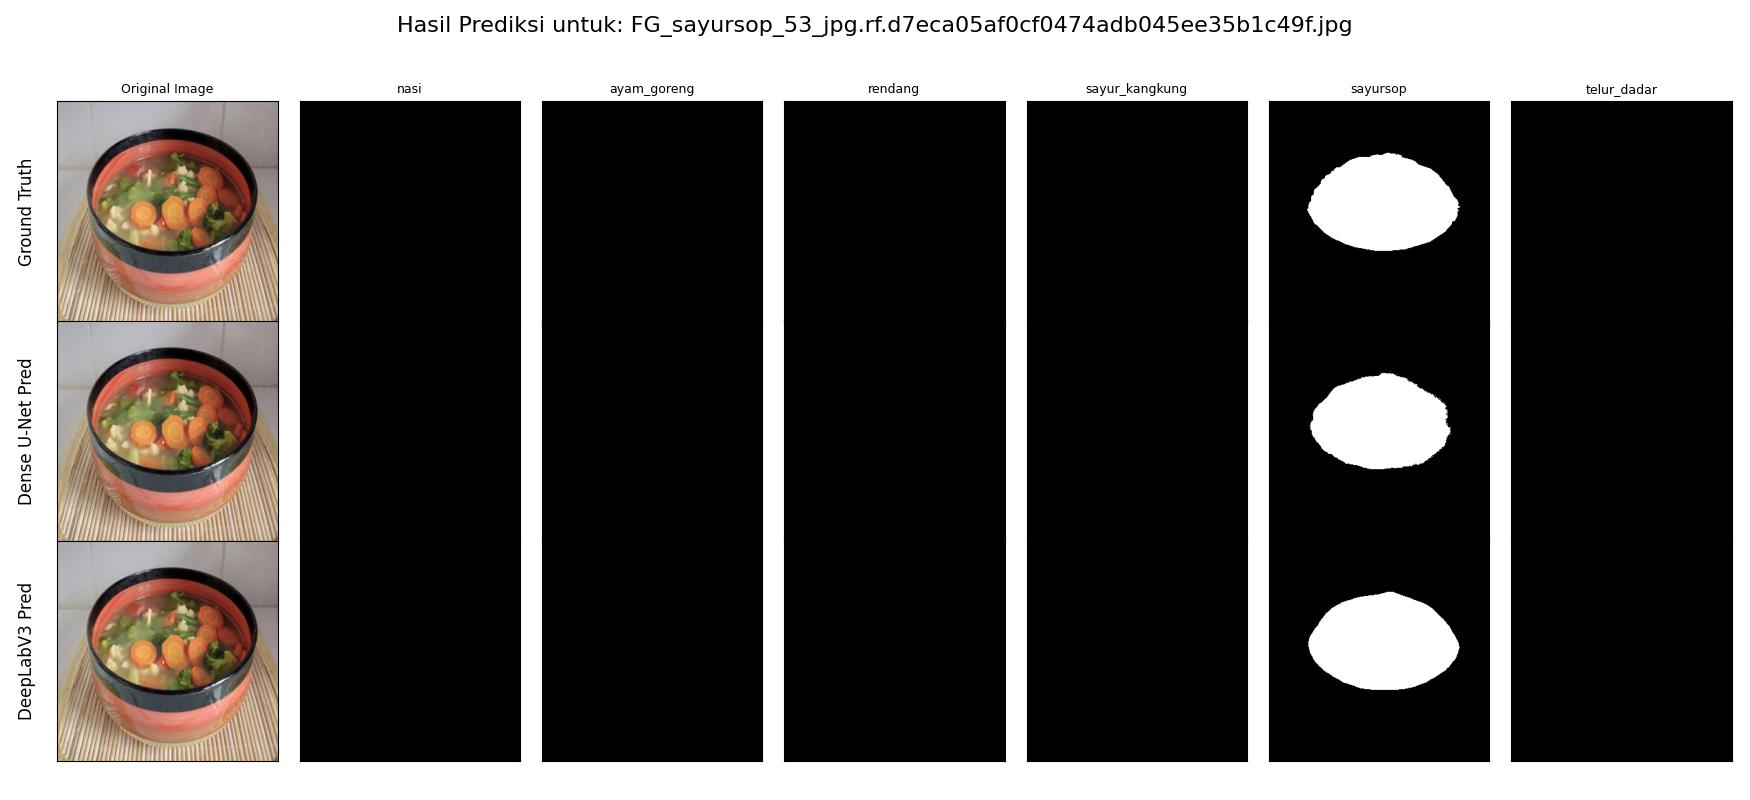 Hasil Prediksi untuk: FG_sayursop_53_jpg.rf.d7eca05af0cf0474adb045ee35b1c49f.jpg
Original Image nasi ayam_goreng rendang sayur_kangkung sayursop telur_dadar
Ground Truth
Dense U-Net Pred
DeepLabV3 Pred